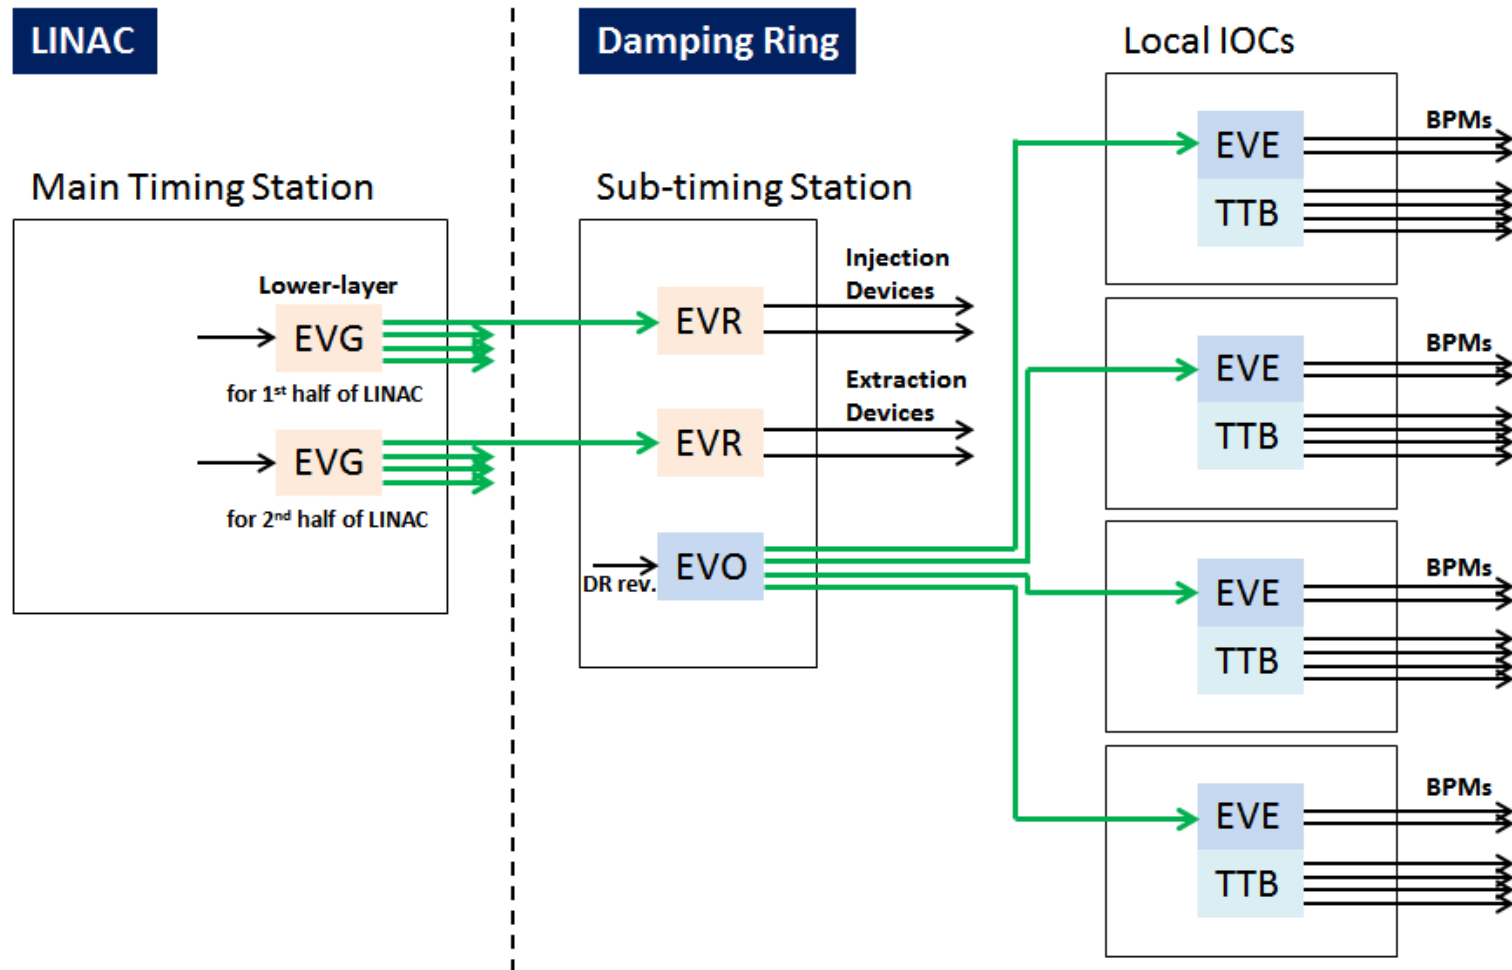 LINAC
Damping Ring
Local IOCs
Main Timing Station
Sub-timing Station
Lower-layer
EVG
for 1st half of LINAC
EVG
for 2nd half of LINAC
EVR
Injection
Devices
EVR
Extraction
Devices
DR rev.
EVO
EVE
TTB
BPMs
EVE
TTB
BPMs
EVE
TTB
BPMs
EVE
TTB
BPMs